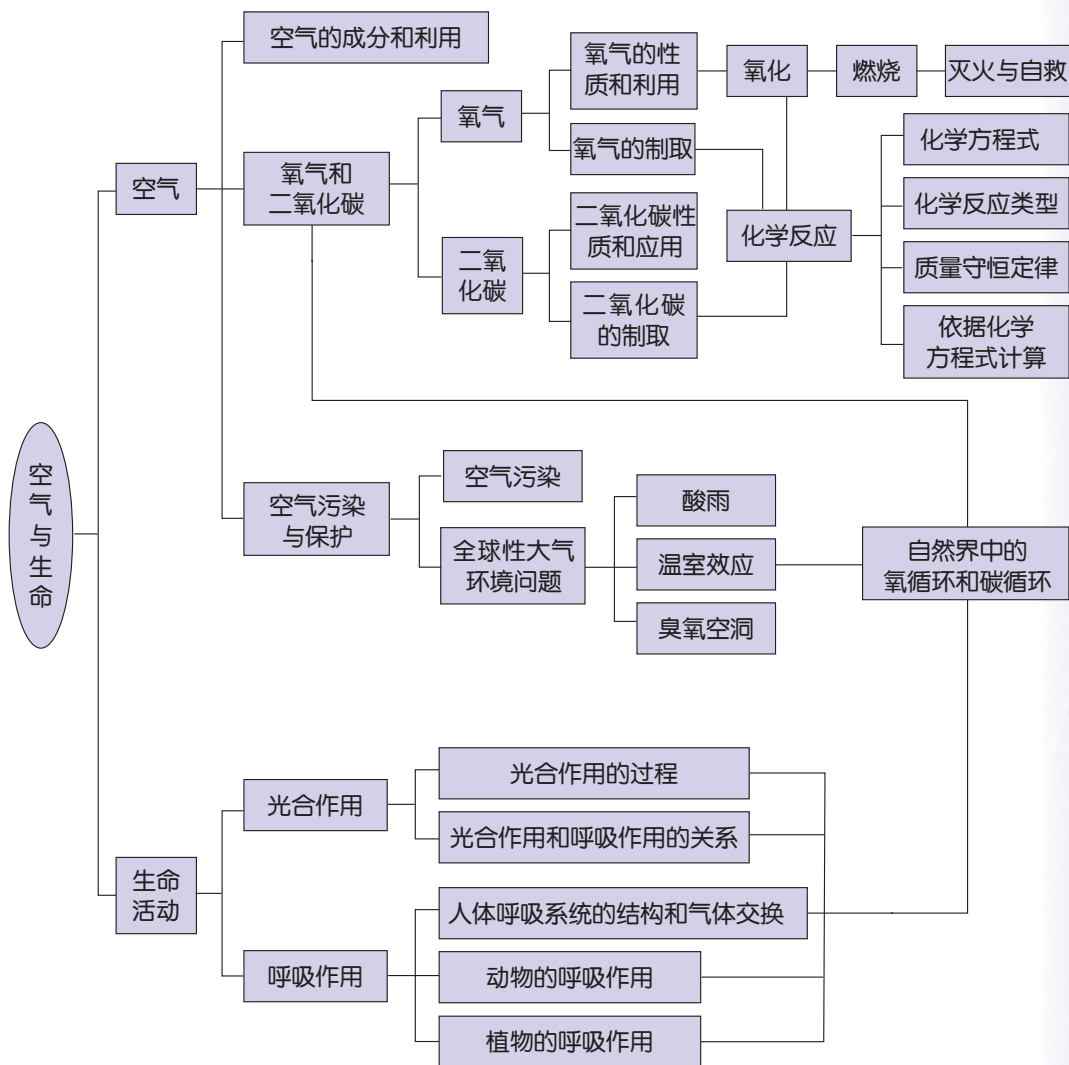 空气的成分和利用
氧气的性
质和利用
氧化
燃烧
灭火与自救
氧气
氧气的制取
化学方程式
空气
氧气和
二氧化碳
化学反应类型
二氧化碳性
质和应用
化学反应
二氧
化碳
质量守恒定律
二氧化碳
的制取
依据化学
方程式计算
空气与生命
空气污染
与保护
空气污染
酸雨
全球性大气
环境问题
温室效应
自然界中的
氧循环和碳循环
臭氧空洞
光合作用
光合作用的过程
光合作用和呼吸作用的关系
生命
活动
人体呼吸系统的结构和气体交换
呼吸作用
动物的呼吸作用
植物的呼吸作用